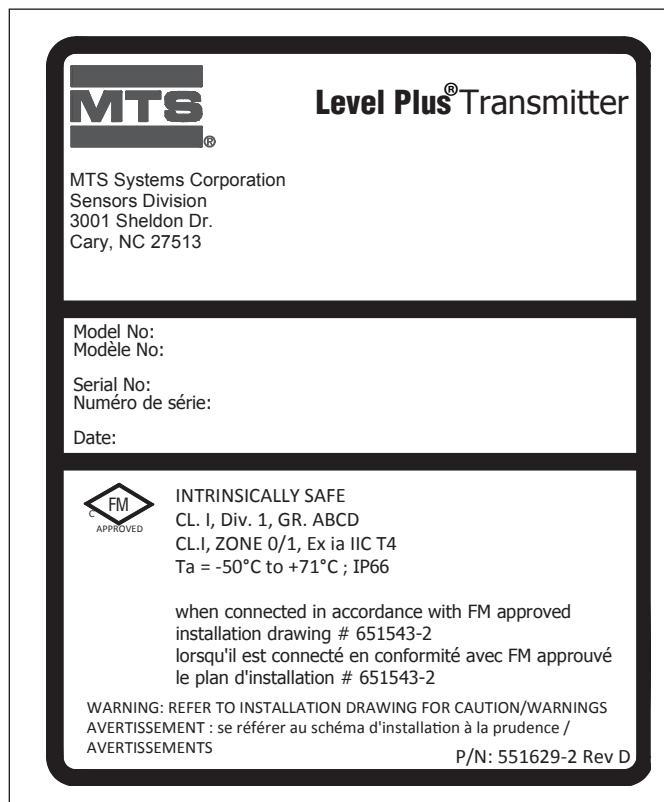 MTS
®
Level Plus® Transmitter
MTS Systems Corporation
Sensors Division
3001 Sheldon Dr.
Cary, NC 27513
Model No:
Modèle No:
Serial No:
Numéro de série:
Date:
FM
C
APPROVED
INTRINSICALLY SAFE
CL. I, Div. 1, GR. ABCD
CL.I, ZONE 0/1, Ex ia IIC T4
Ta = -50°C to +71°C ; IP66
when connected in accordance with FM approved
installation drawing # 651543-2
lorsqu'il est connecté en conformité avec FM approuvé
le plan d'installation # 651543-2
WARNING: REFER TO INSTALLATION DRAWING FOR CAUTION/WARNINGS
AVERTISSEMENT : se référer au schéma d'installation à la prudence /
AVERTISSEMENTS
P/N: 551629-2 Rev D